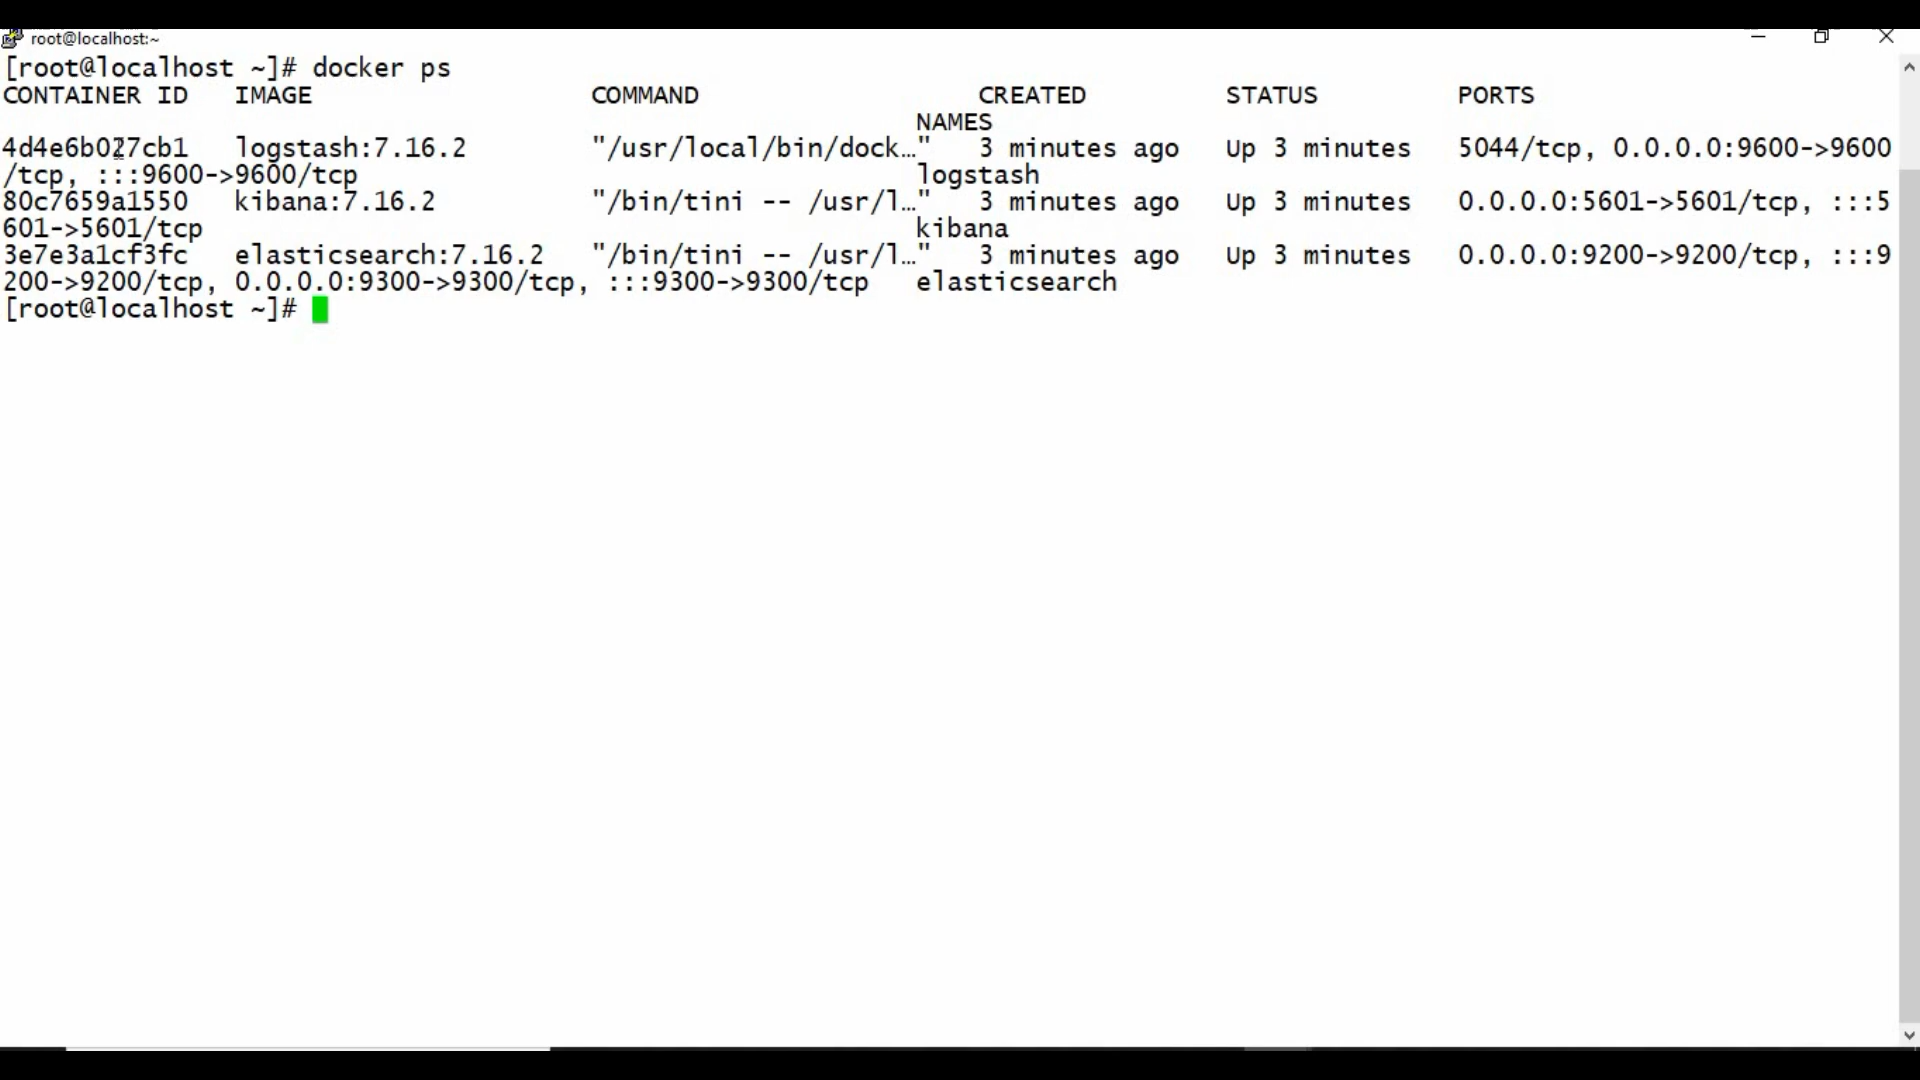 root@localhost:~
[root@localhost ~]# docker ps
CONTAINER ID   IMAGE                  COMMAND                  CREATED         STATUS         PORTS
NAMES
4d4e6b027cb1   logstash:7.16.2        "/usr/local/bin/dock…"   3 minutes ago   Up 3 minutes   5044/tcp, 0.0.0.0:9600->9600
/tcp, :::9600->9600/tcp                                    logstash
80c7659a1550   kibana:7.16.2          "/bin/tini -- /usr/l…"   3 minutes ago   Up 3 minutes   0.0.0.0:5601->5601/tcp, :::5
601->5601/tcp                                              kibana
3e7e3a1cf3fc   elasticsearch:7.16.2   "/bin/tini -- /usr/l…"   3 minutes ago   Up 3 minutes   0.0.0.0:9200->9200/tcp, :::9
200->9200/tcp, 0.0.0.0:9300->9300/tcp, :::9300->9300/tcp   elasticsearch
[root@localhost ~]#